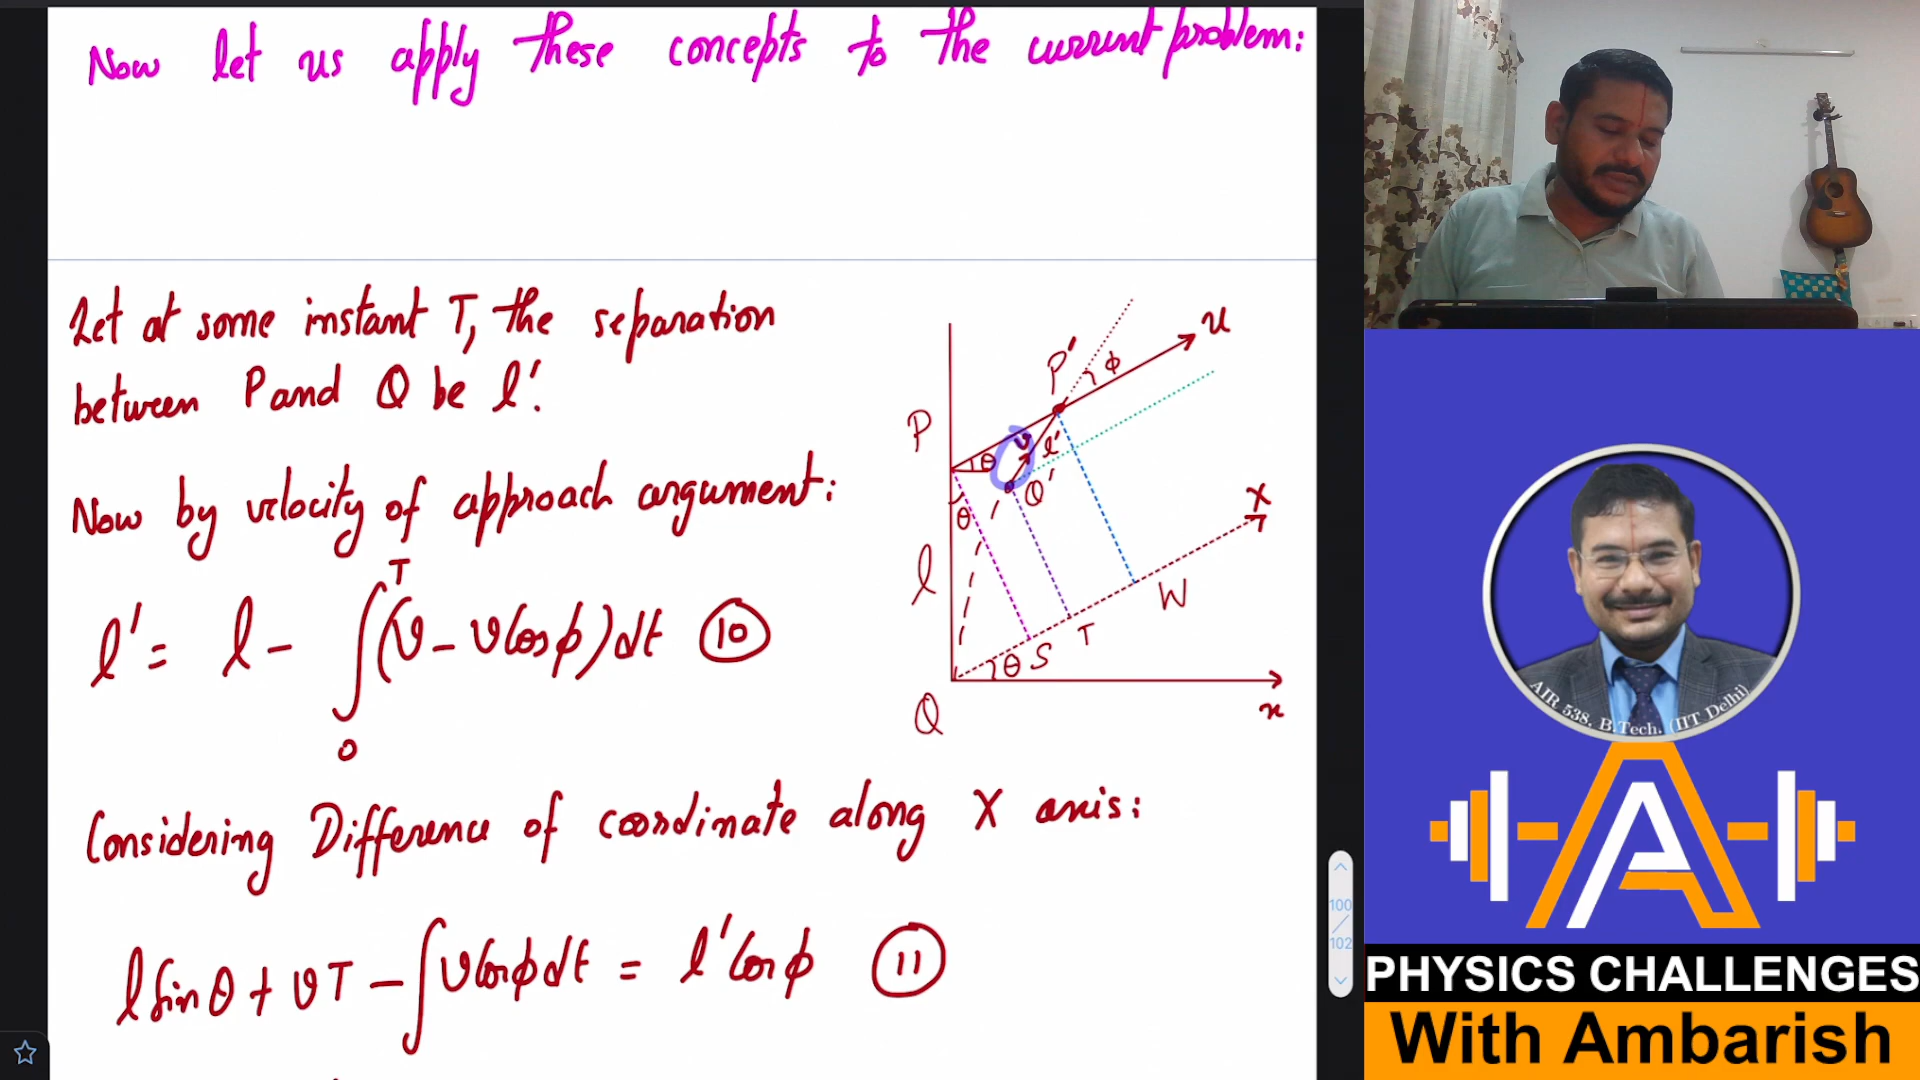 Now let us apply these concepts to the current problem:
Let at some instant T, the separation
between P and Q be l'.
Now by velocity of approach argument:
l' = l - ∫₀ᵀ (v - v cos ϕ) dt (10)
Considering Difference of coordinate along X axis:
l sin θ + vT - ∫ v cos ϕ dt = l' cos ϕ (11)
P' ϕ u
P θ v l'
θ Q' X
l
S T W
θ
Q x
100
/
102
AIR 538, B.Tech. (IIT Delhi)
PHYSICS CHALLENGES
With Ambarish